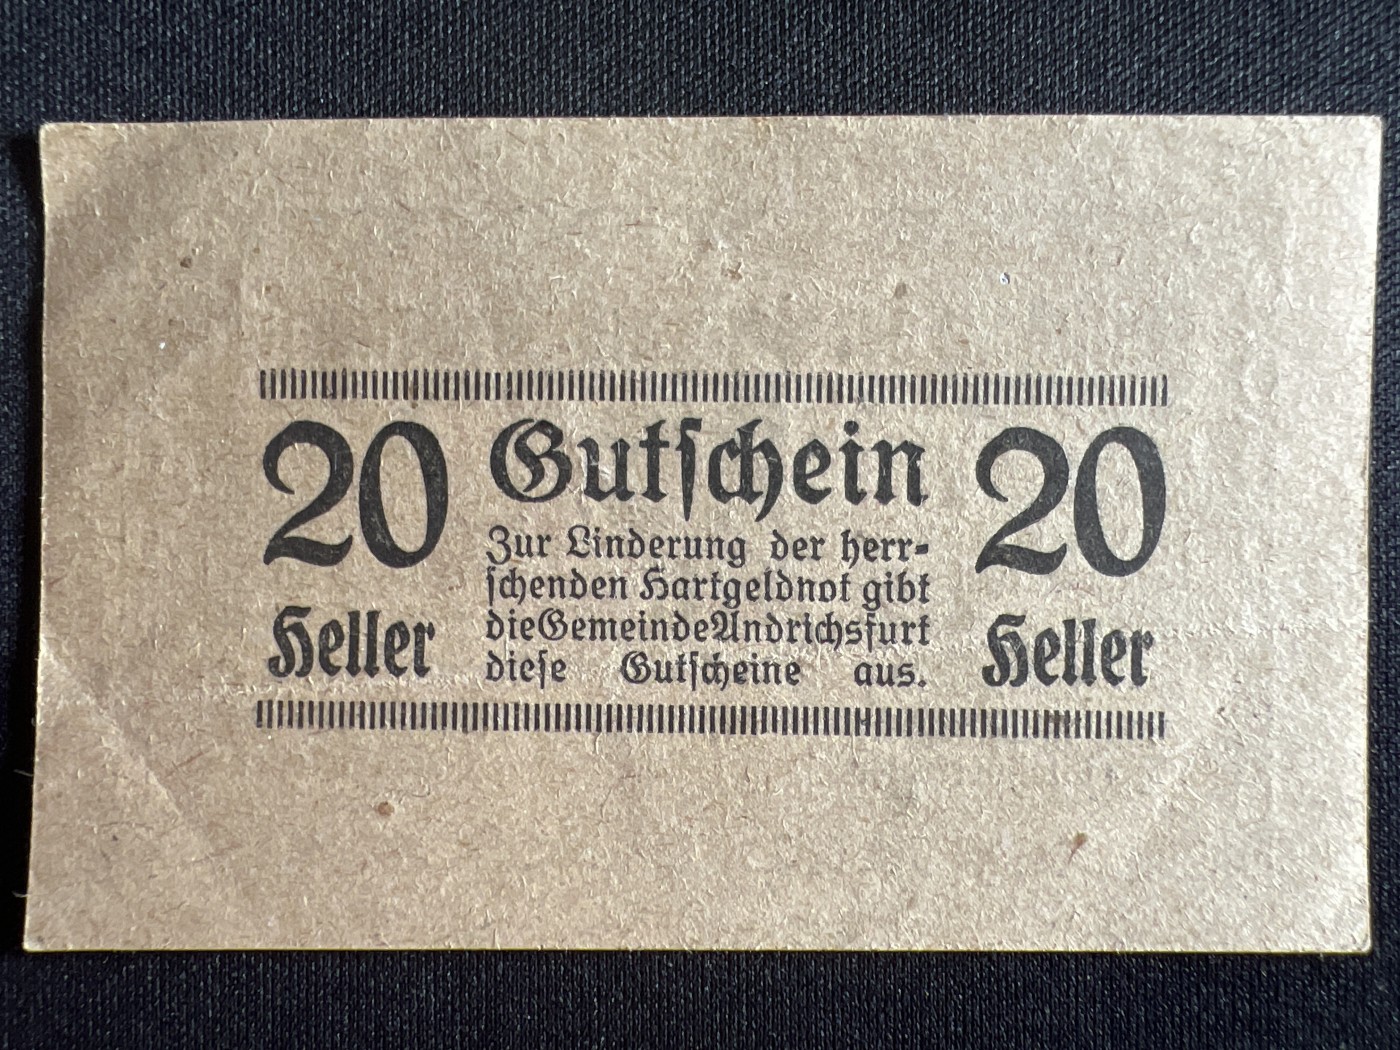 20 Gutschein 20
Zur Linderung der herr-
schenden Hartgeldnot gibt
die Gemeinde Andrichsfurt
diese Gutscheine aus.
Heller Heller